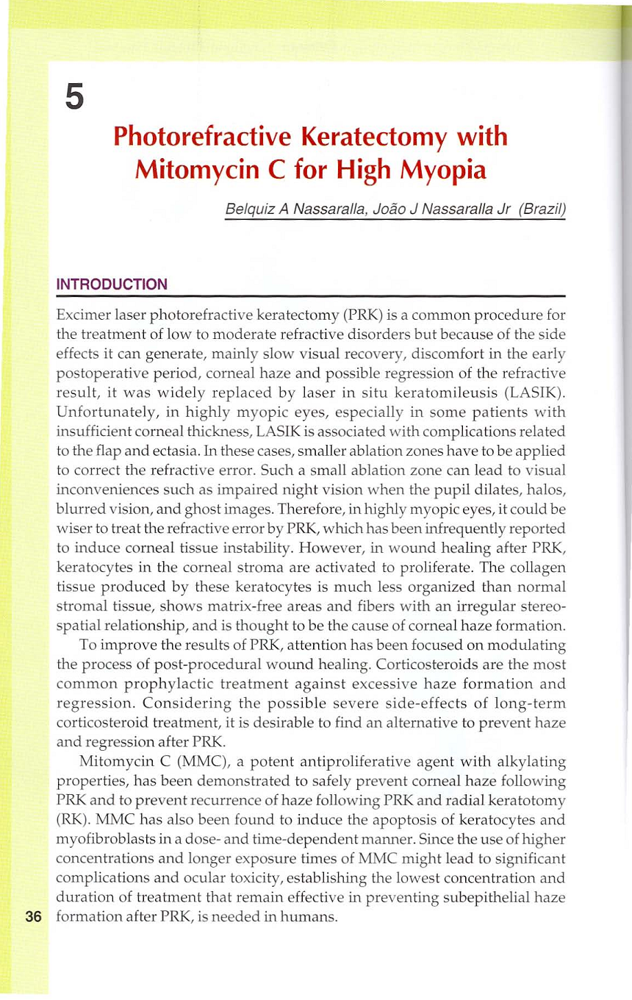 5
Photorefractive Keratectomy with
Mitomycin C for High Myopia
Belquiz A Nassaralla, João J Nassaralla Jr (Brazil)
INTRODUCTION
Excimer laser photorefractive keratectomy (PRK) is a common procedure for
the treatment of low to moderate refractive disorders but because of the side
effects it can generate, mainly slow visual recovery, discomfort in the early
postoperative period, corneal haze and possible regression of the refractive
result, it was widely replaced by laser in situ keratomileusis (LASIK).
Unfortunately, in highly myopic eyes, especially in some patients with
insufficient corneal thickness, LASIK is associated with complications related
to the flap and ectasia. In these cases, smaller ablation zones have to be applied
to correct the refractive error. Such a small ablation zone can lead to visual
inconveniences such as impaired night vision when the pupil dilates, halos,
blurred vision, and ghost images. Therefore, in highly myopic eyes, it could be
wiser to treat the refractive error by PRK, which has been infrequently reported
to induce corneal tissue instability. However, in wound healing after PRK,
keratocytes in the corneal stroma are activated to proliferate. The collagen
tissue produced by these keratocytes is much less organized than normal
stromal tissue, shows matrix-free areas and fibers with an irregular stereo-
spatial relationship, and is thought to be the cause of corneal haze formation.
To improve the results of PRK, attention has been focused on modulating
the process of post-procedural wound healing. Corticosteroids are the most
common prophylactic treatment against excessive haze formation and
regression. Considering the possible severe side-effects of long-term
corticosteroid treatment, it is desirable to find an alternative to prevent haze
and regression after PRK.
Mitomycin C (MMC), a potent antiproliferative agent with alkylating
properties, has been demonstrated to safely prevent corneal haze following
PRK and to prevent recurrence of haze following PRK and radial keratotomy
(RK). MMC has also been found to induce the apoptosis of keratocytes and
myofibroblasts in a dose- and time-dependent manner. Since the use of higher
concentrations and longer exposure times of MMC might lead to significant
complications and ocular toxicity, establishing the lowest concentration and
duration of treatment that remain effective in preventing subepithelial haze
36 formation after PRK, is needed in humans.